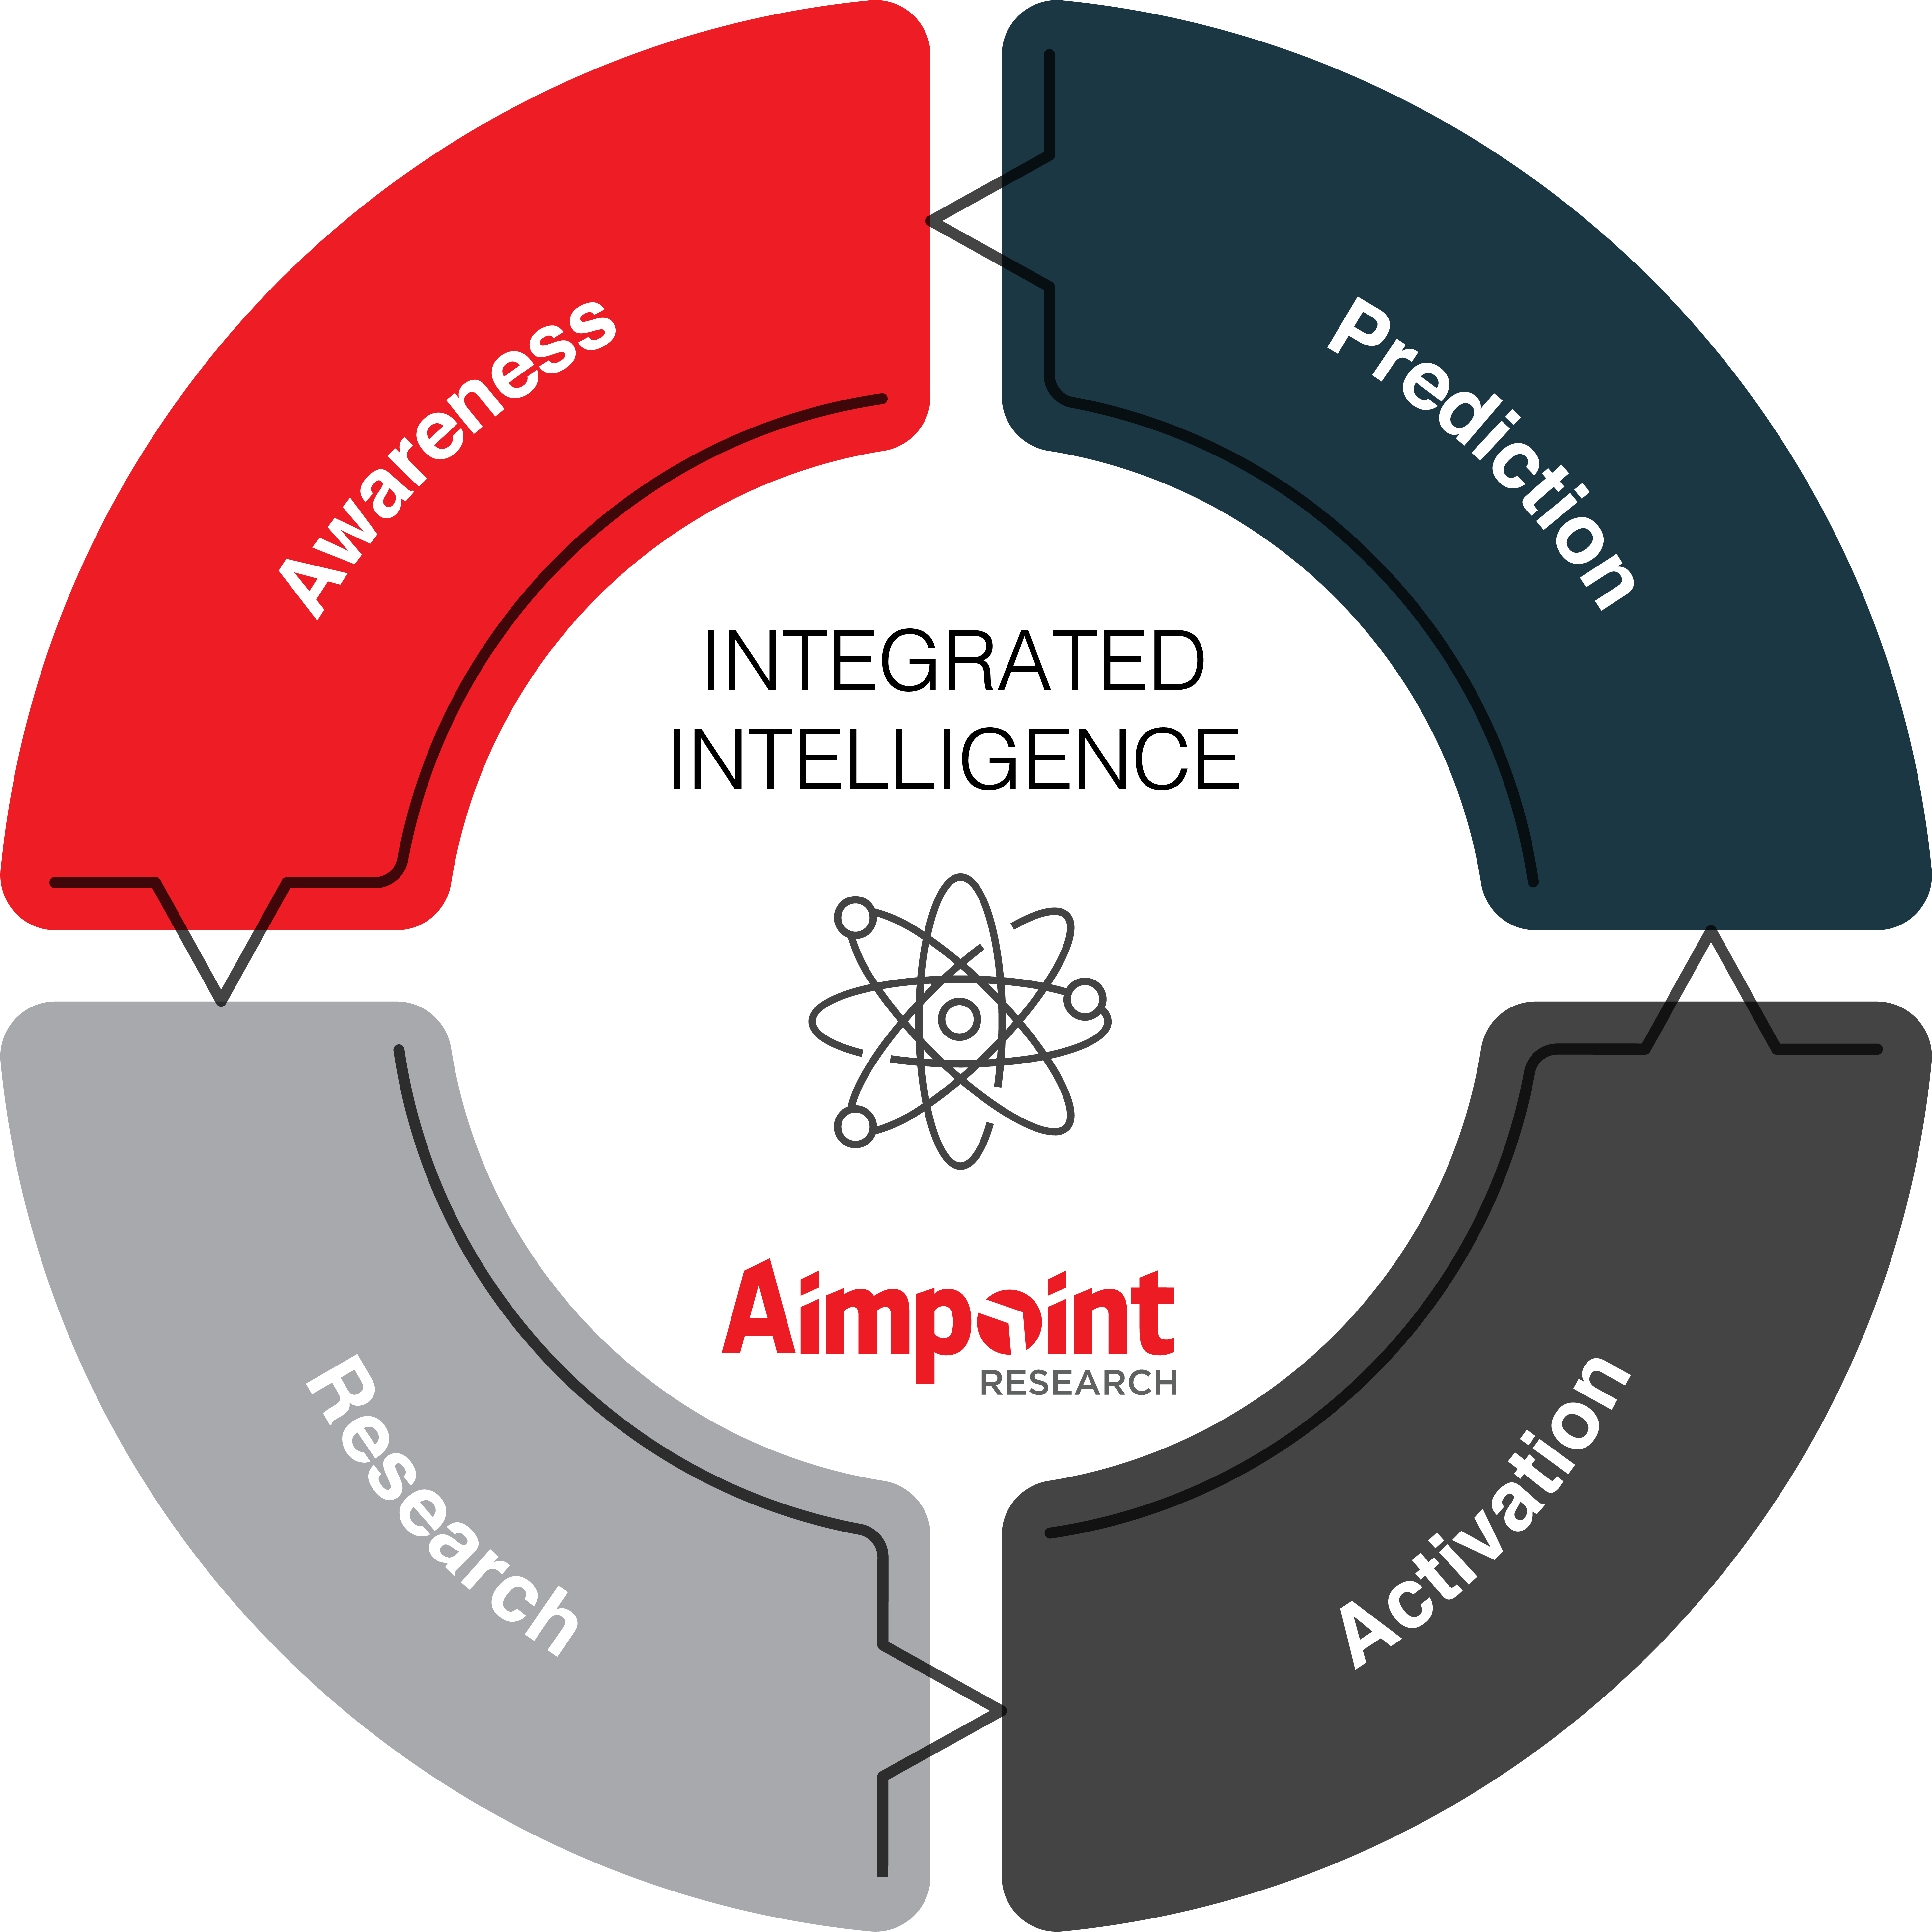 Awareness
Prediction
INTEGRATED
INTELLIGENCE
Aimpoint
RESEARCH
Research
Activation